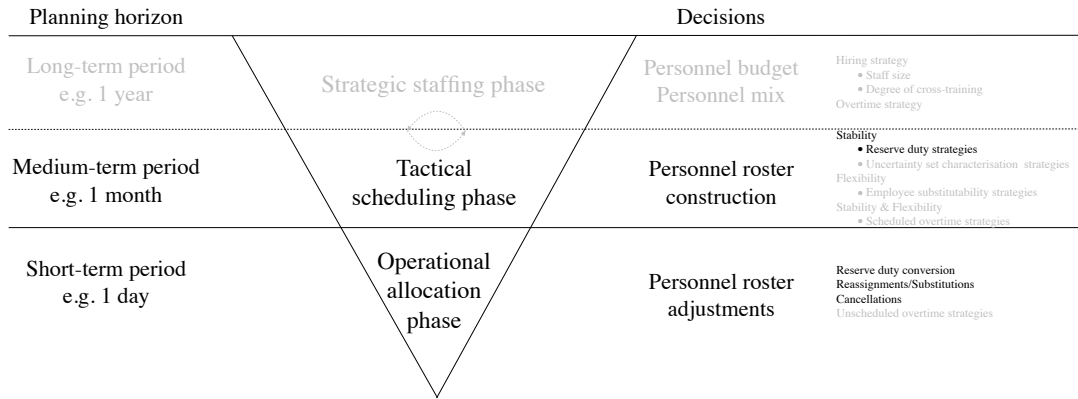 Planning horizon
Decisions
Long-term period
e.g. 1 year
Strategic staffing phase
Personnel budget
Personnel mix
Hiring strategy
• Staff size
• Degree of cross-training
Overtime strategy
Medium-term period
e.g. 1 month
Tactical
scheduling phase
Personnel roster
construction
Stability
• Reserve duty strategies
• Uncertainty set characterisation strategies
Flexibility
• Employee substitutability strategies
Stability & Flexibility
• Scheduled overtime strategies
Short-term period
e.g. 1 day
Operational
allocation
phase
Personnel roster
adjustments
Reserve duty conversion
Reassignments/Substitutions
Cancellations
Unscheduled overtime strategies